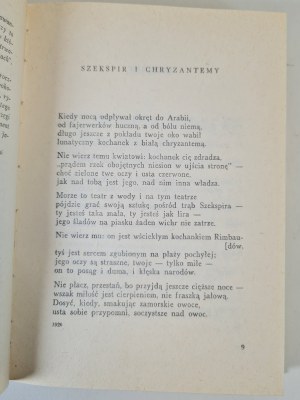 SZEKSPIR I CHRYZANTEMY
Kiedy nocą odpływał okręt do Arabii,
od fajerwerków huczną, a od bólu niemą,
długo jeszcze z pokładu twoje oko wabił
lunatyczny kochanek z białą chryzantemą.
Nie wierz temu kwiatowi: kochanek cię zdradza,
„prądem rzek obojętnych niesion w ujścia stronę" —
choć zielone twe oczy i usta czerwone,
jak nad tobą jest jego, nad nim inna władza.
Morze to teatr z wody i na tym teatrze
pójdzie grać swoją sztukę pośród trąb Szekspira —
ty jesteś taka mała, ty jesteś jak lira —
jego śladów na piasku żaden wichr nie zatrze.
Nie wierz mu: on jest wściekłym kochankiem Rimbau-
[dów,
tyś jest sercem zgubionym na plaży pochyłej;
jego oczy są straszne, twoje — tylko miłe —
on to posąg i duma, i klęska narodów.
Nie płacz, przestań, bo przyjdą jeszcze cięższe noce —
wszak miłość jest cierpieniem, nie fraszką jałową.
Dosyć, kiedy, smakując zamorskie owoce,
usta sobie przypomni, soczystsze nad owoc.
9